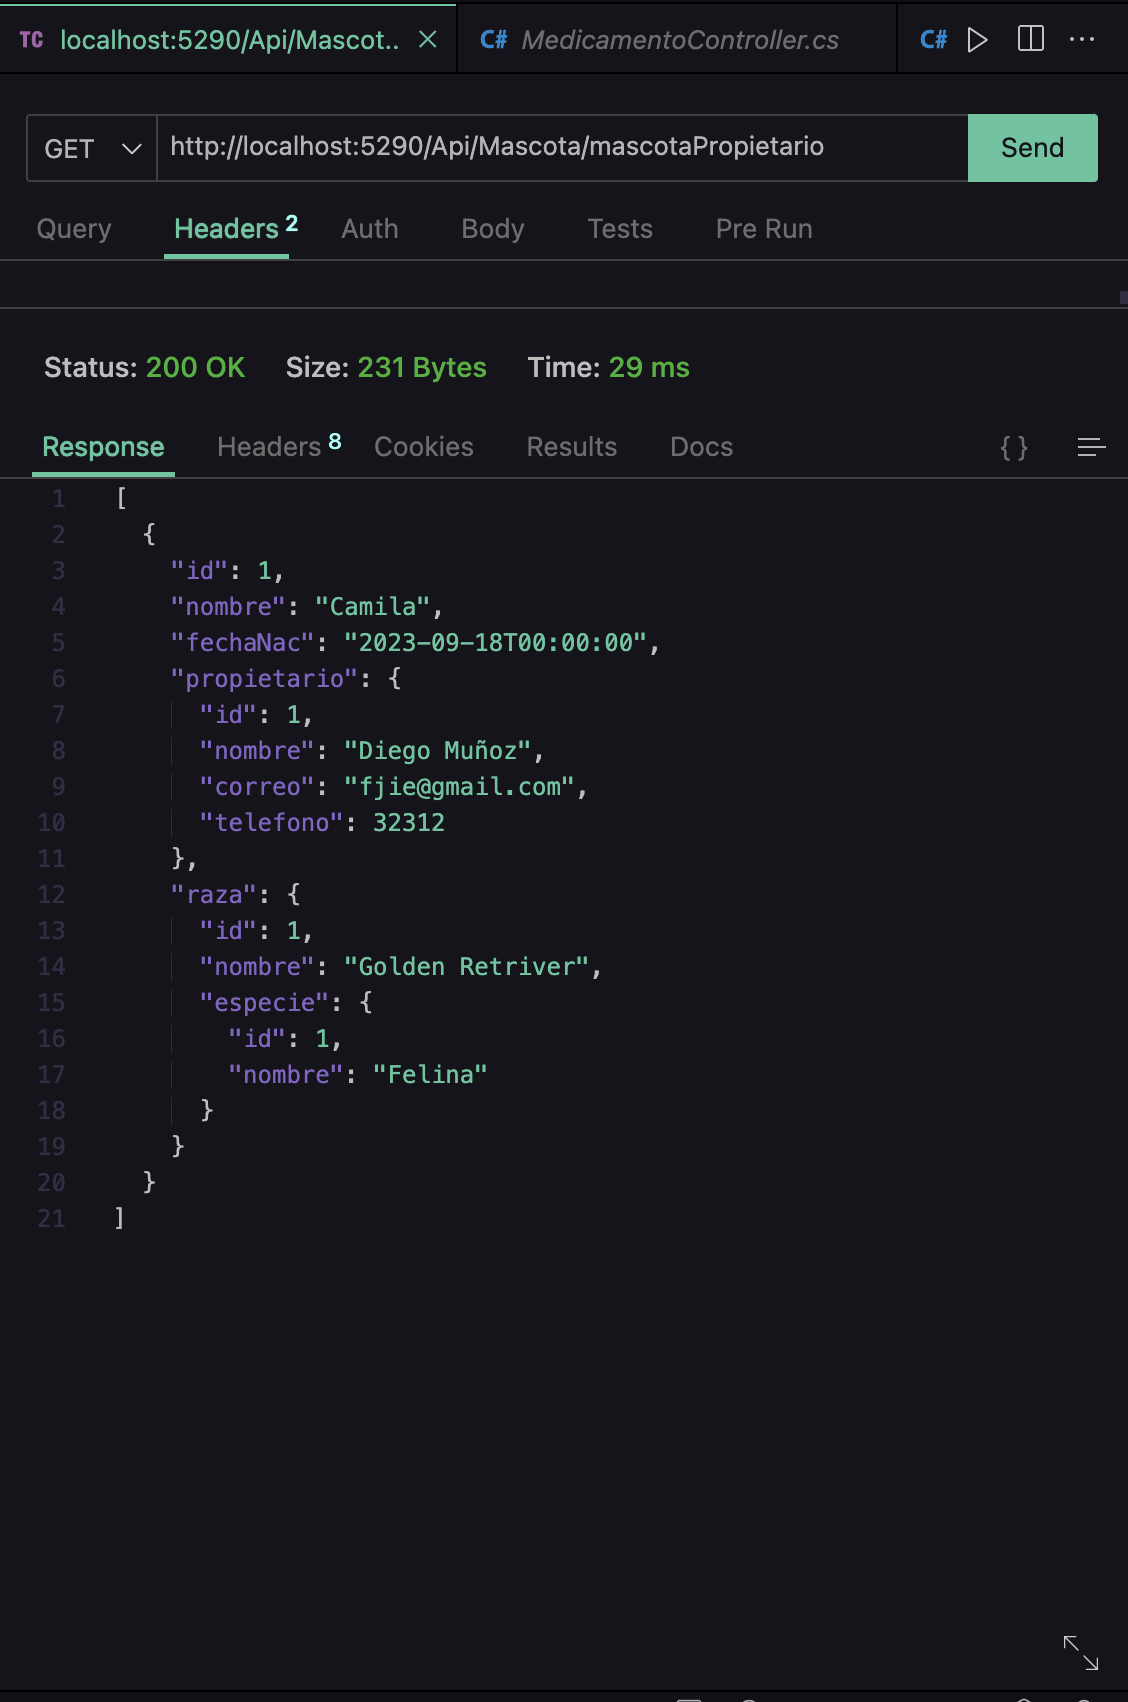 TC localhost:5290/Api/Mascot.. C# MedicamentoController.cs C# ...
GET http://localhost:5290/Api/Mascota/mascotaPropietario Send
Query Headers 2 Auth Body Tests Pre Run
Status: 200 OK Size: 231 Bytes Time: 29 ms
Response Headers 8 Cookies Results Docs { }
1 [
2 {
3 "id": 1,
4 "nombre": "Camila",
5 "fechaNac": "2023-09-18T00:00:00",
6 "propietario": {
7 "id": 1,
8 "nombre": "Diego Muñoz",
9 "correo": "fjie@gmail.com",
10 "telefono": 32312
11 },
12 "raza": {
13 "id": 1,
14 "nombre": "Golden Retriver",
15 "especie": {
16 "id": 1,
17 "nombre": "Felina"
18 }
19 }
20 }
21 ]